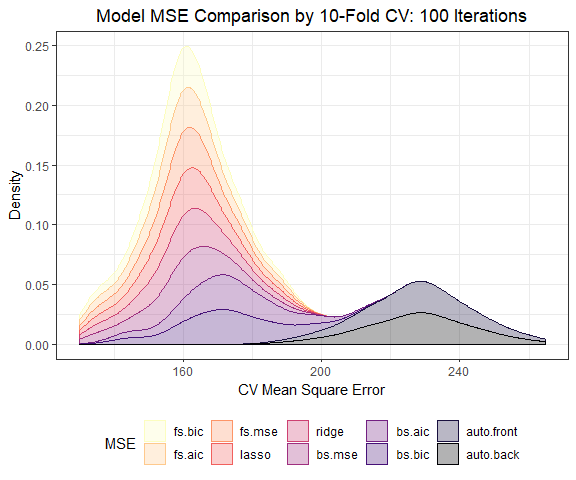 Model MSE Comparison by 10-Fold CV: 100 Iterations
0.25
0.20
0.15
0.10
0.05
0.00
Density
160 200 240
CV Mean Square Error
MSE
fs.bic fs.mse ridge bs.aic auto.front
fs.aic lasso bs.mse bs.bic auto.back